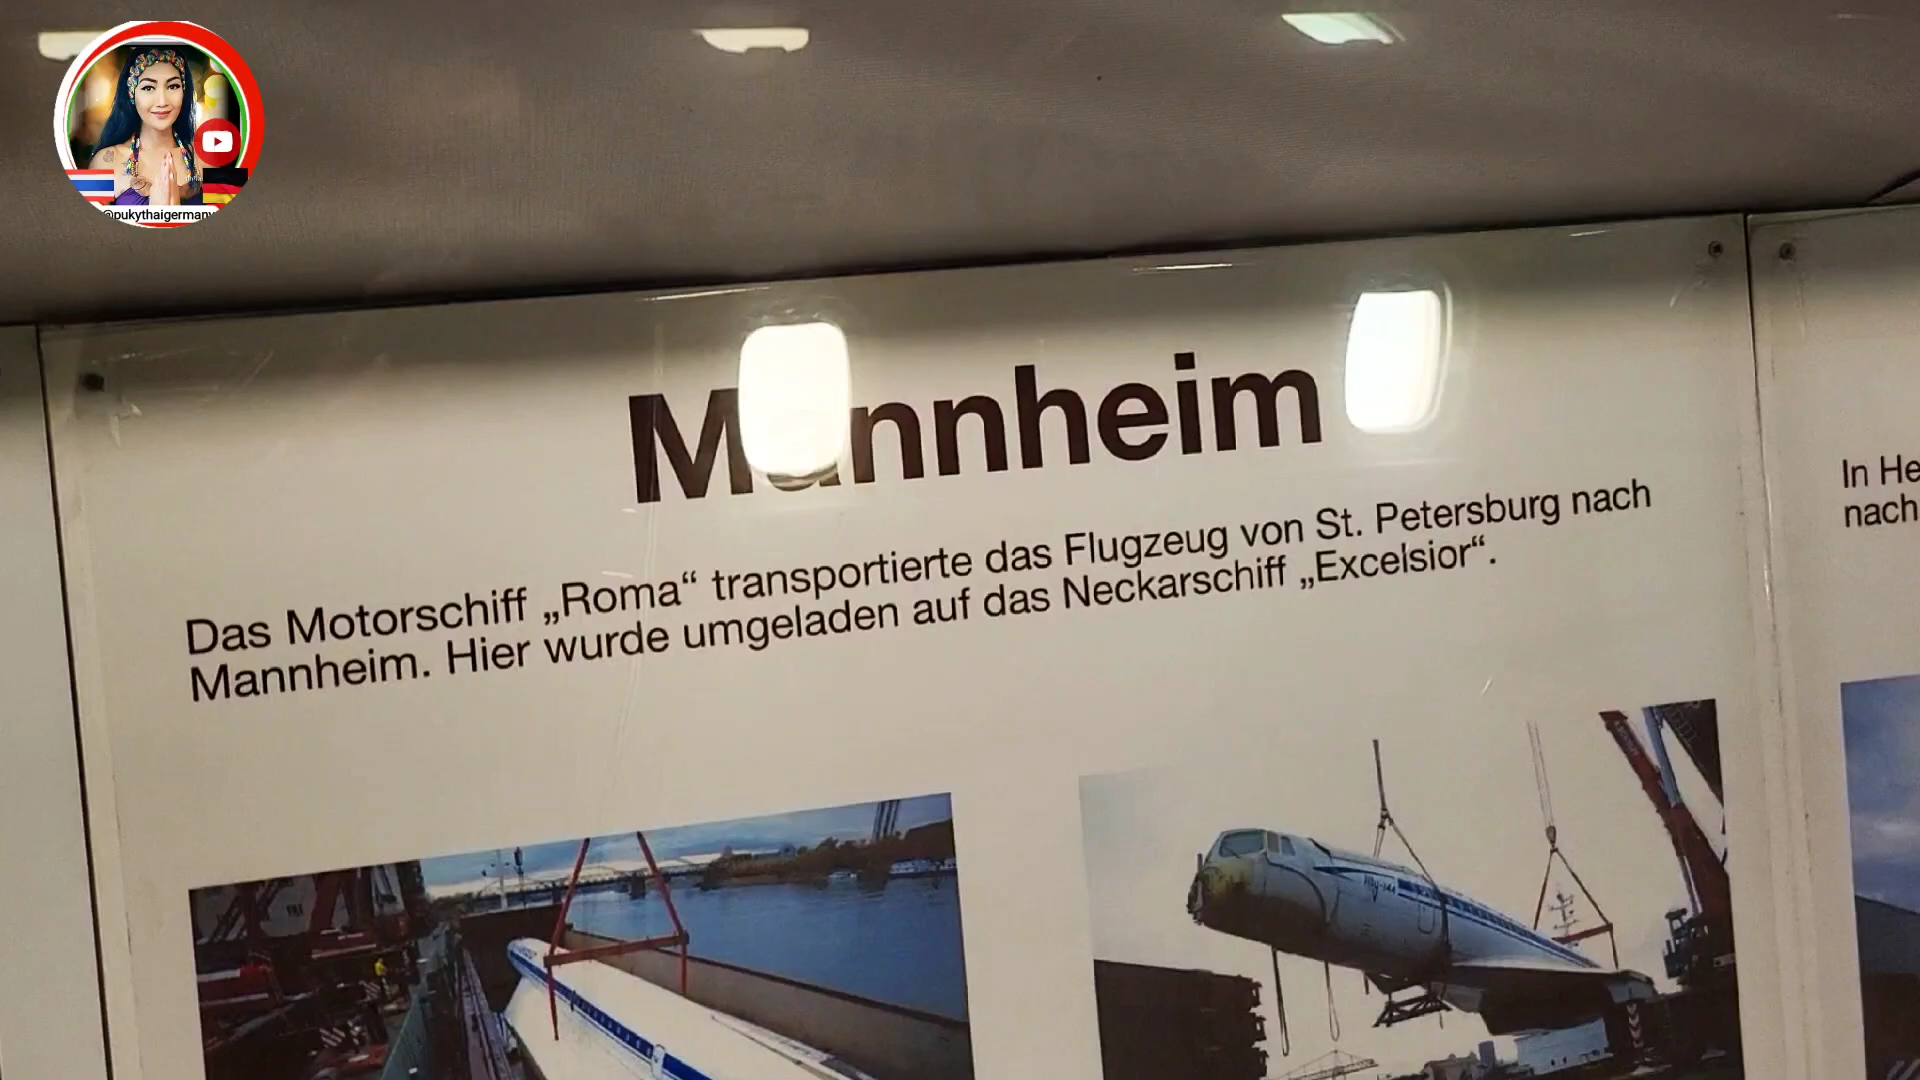 @pukythaigermany
Mannheim
Das Motorschiff „Roma“ transportierte das Flugzeug von St. Petersburg nach
Mannheim. Hier wurde umgeladen auf das Neckarschiff „Excelsior“.
In He
nach